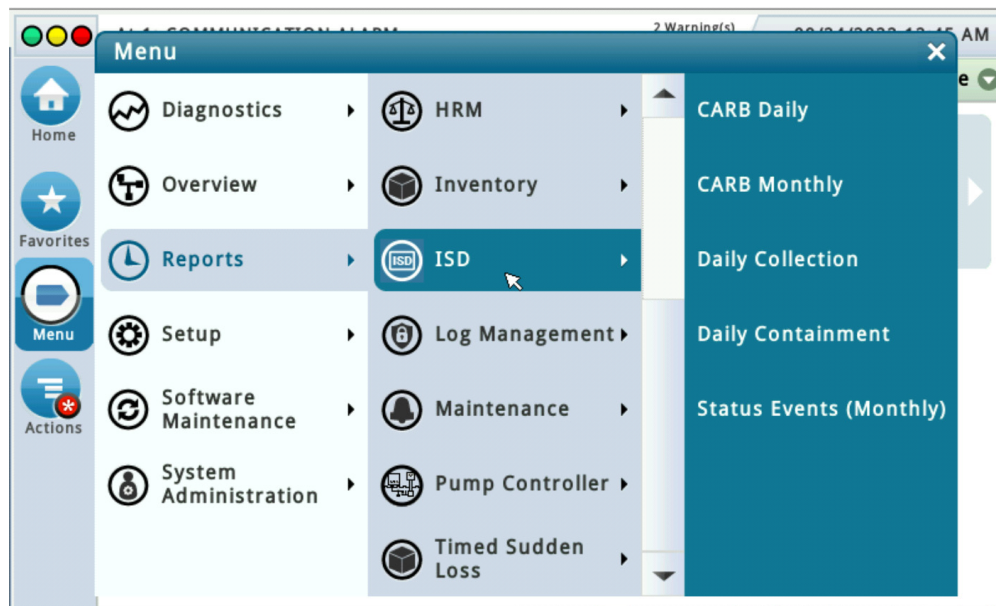 2 Warning(s)
AM
Menu
e
Home
Favorites
Menu
Actions
Diagnostics
Overview
Reports
Setup
Software
Maintenance
System
Administration
HRM
Inventory
ISD
ISD
Log Management
Maintenance
Pump Controller
Timed Sudden
Loss
CARB Daily
CARB Monthly
Daily Collection
Daily Containment
Status Events (Monthly)